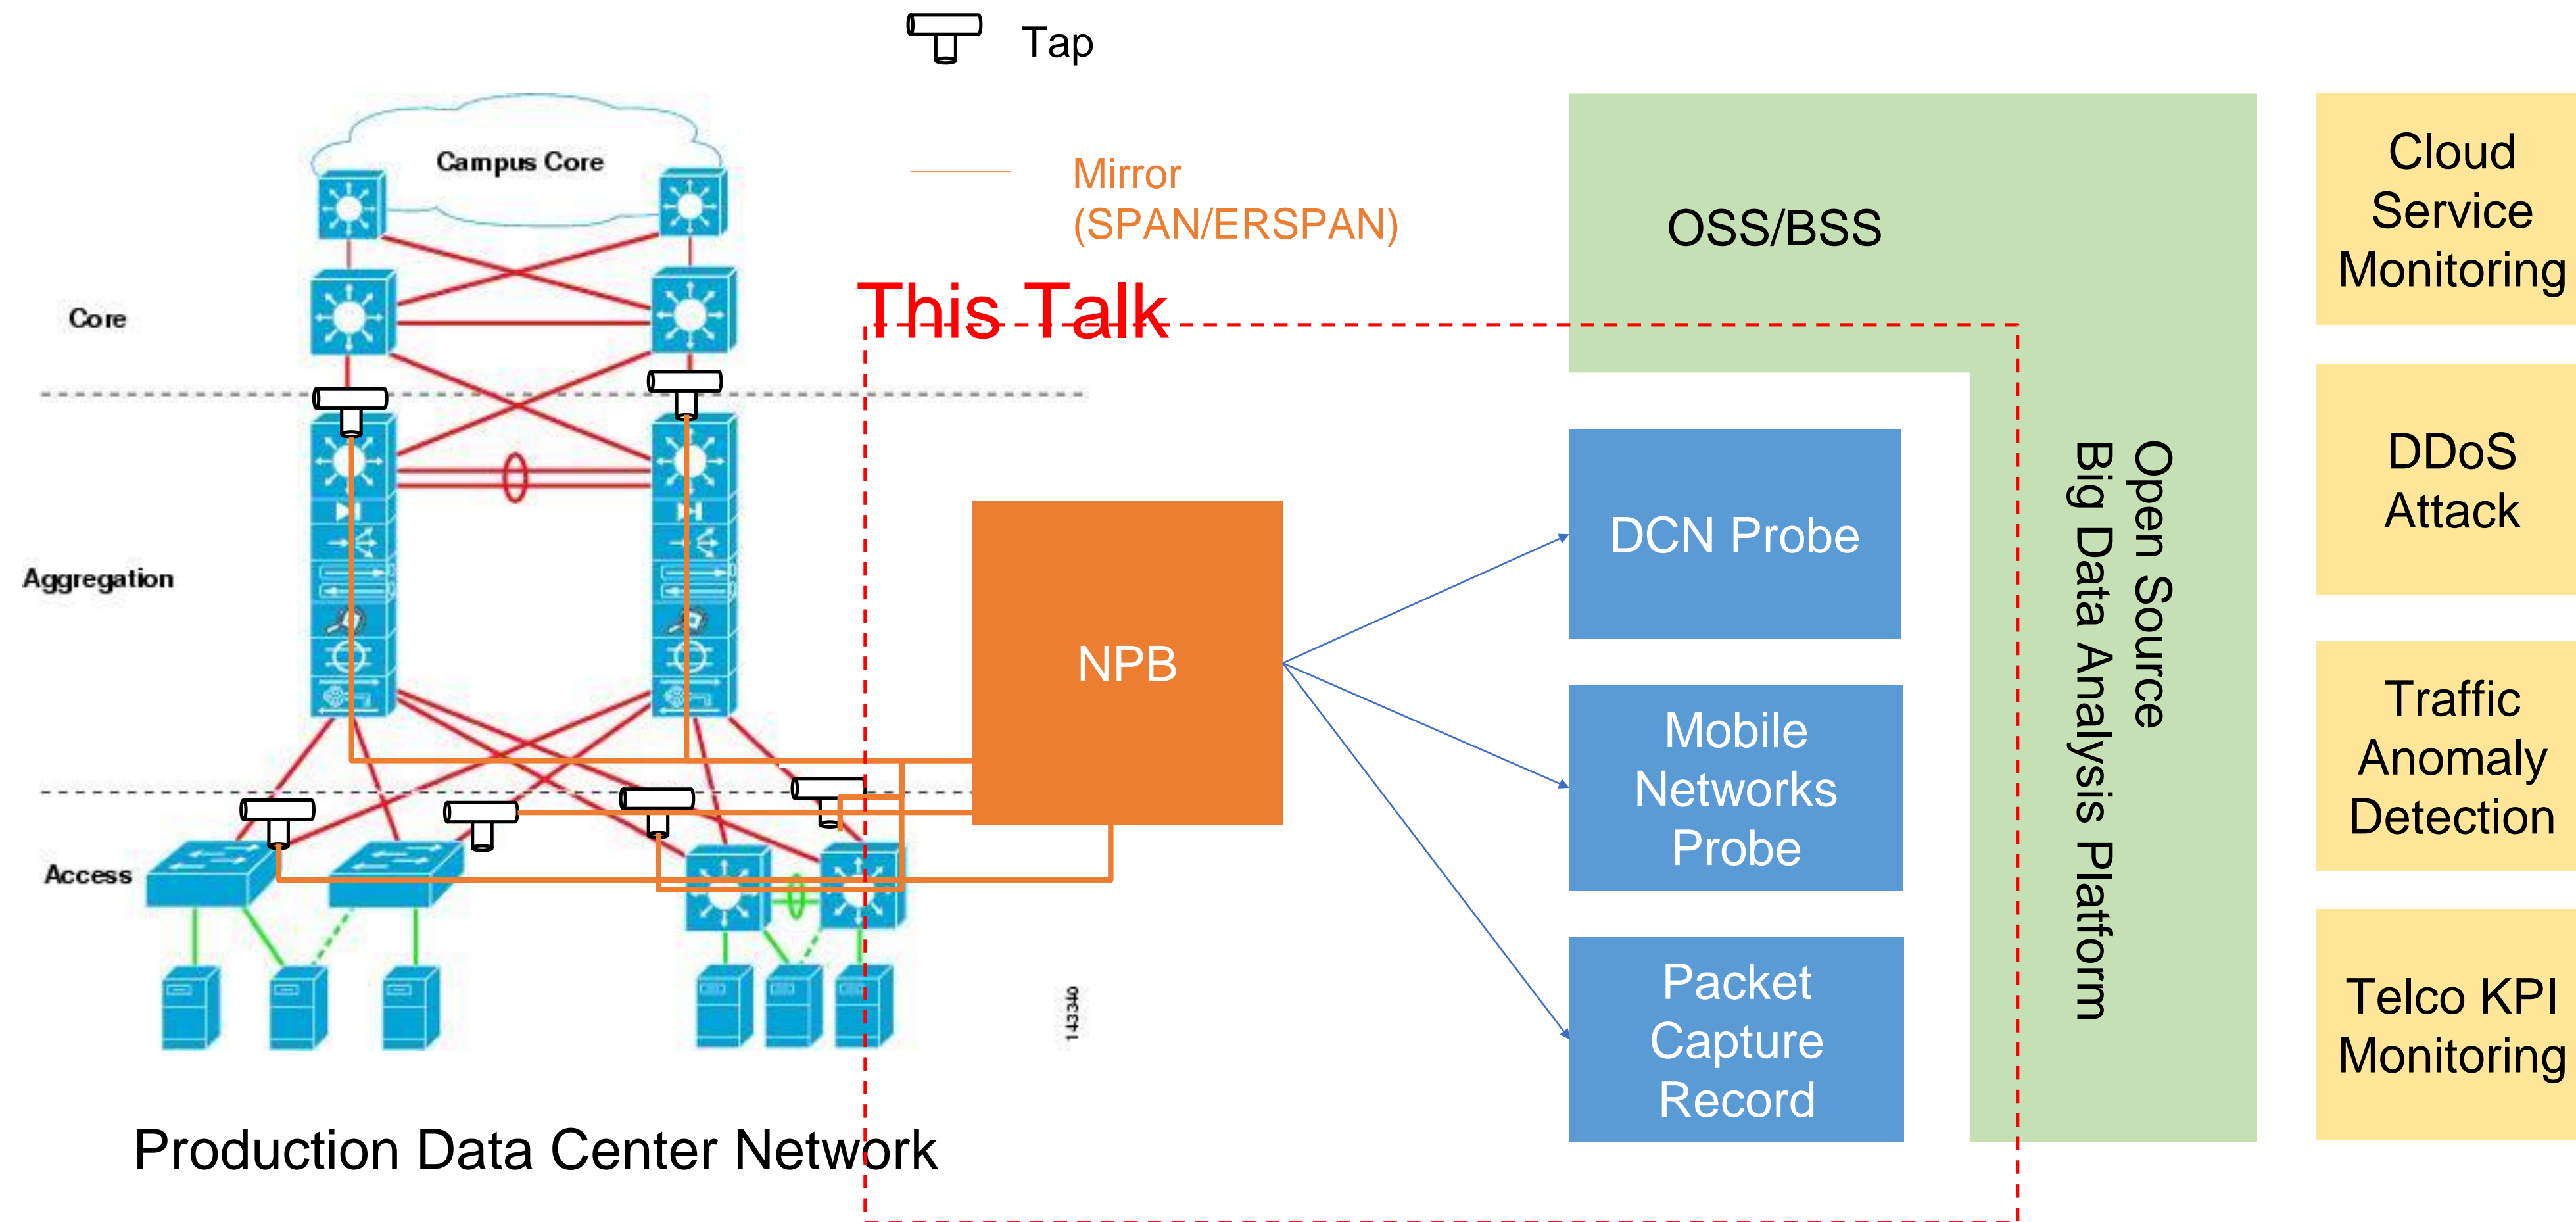 Tap
Mirror
(SPAN/ERSPAN)
This Talk
Campus Core
Core
Aggregation
Access
143340
Production Data Center Network
NPB
OSS/BSS
DCN Probe
Mobile
Networks
Probe
Packet
Capture
Record
Open Source
Big Data Analysis Platform
Cloud
Service
Monitoring
DDoS
Attack
Traffic
Anomaly
Detection
Telco KPI
Monitoring